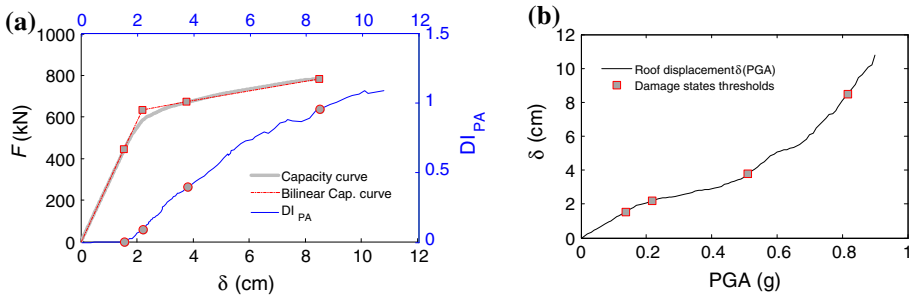 (a)
0 2 4 6 8 10 12
1000
800
600
400
200
0
F (kN)
1.5
1
0.5
0
DI PA
Capacity curve
Bilinear Cap. curve
DI PA
0 2 4 6 8 10 12
δ (cm)
(b)
12
10
8
6
4
2
0
δ (cm)
Roof displacementδ(PGA)
Damage states thresholds
0 0.2 0.4 0.6 0.8 1
PGA (g)